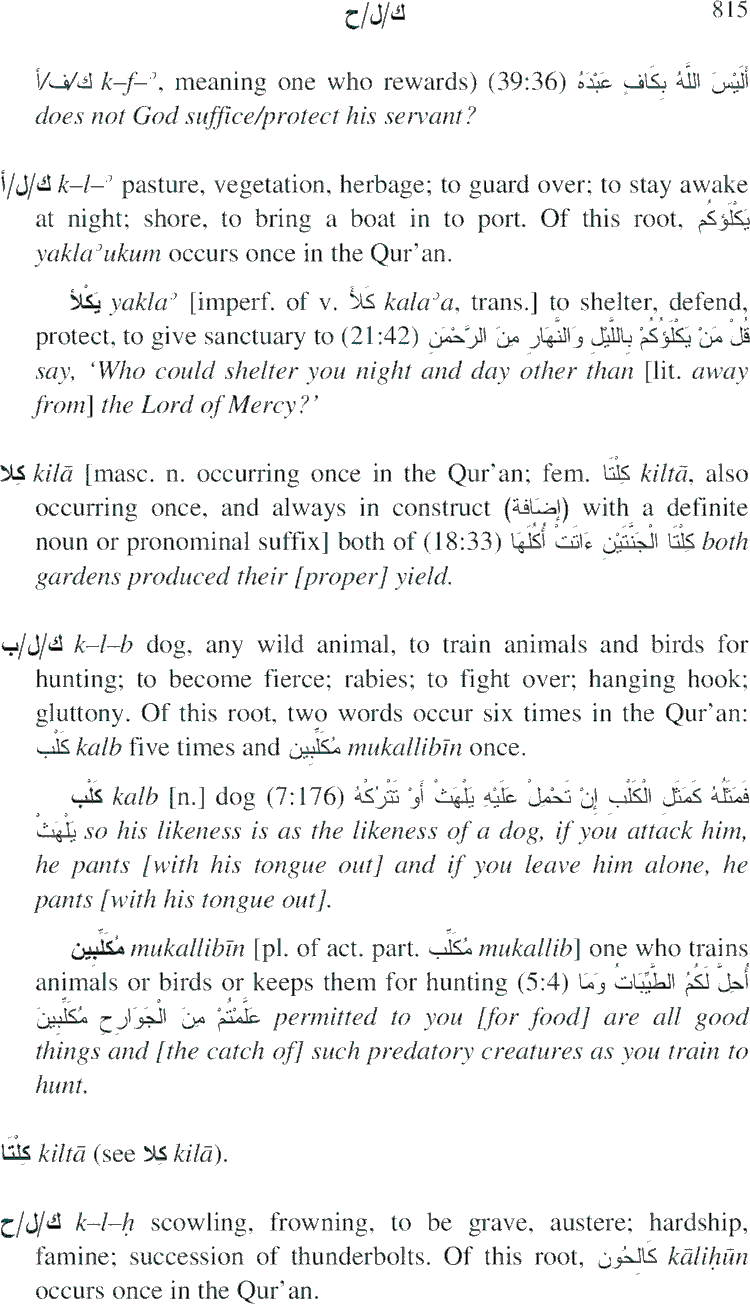 ك/ل/ح 815
ك/ف/أ k–f–ʾ, meaning one who rewards) (39:36) أَلَيْسَ اللَّهُ بِكَافٍ عَبْدَهُ
does not God suffice/protect his servant?
ك/ل/أ k–l–ʾ pasture, vegetation, herbage; to guard over; to stay awake
at night; shore, to bring a boat in to port. Of this root, يَكْلَؤكُم
yaklaʾukum occurs once in the Qur’an.
يَكْلأ yaklaʾ [imperf. of v. كَلأَ kalaʾa, trans.] to shelter, defend,
protect, to give sanctuary to (21:42) قُلْ مَنْ يَكْلَؤُكُمْ بِاللَّيْلِ وَالنَّهَارِ مِنَ الرَّحْمَنِ
say, ‘Who could shelter you night and day other than [lit. away
from] the Lord of Mercy?’
كِلا kilā [masc. n. occurring once in the Qur’an; fem. كِلْتَا kiltā, also
occurring once, and always in construct (إضَافة) with a definite
noun or pronominal suffix] both of (18:33) كِلْتَا الْجَنَّتَيْنِ ءَاتَتْ أُكُلَهَا both
gardens produced their [proper] yield.
ك/ل/ب k–l–b dog, any wild animal, to train animals and birds for
hunting; to become fierce; rabies; to fight over; hanging hook;
gluttony. Of this root, two words occur six times in the Qur’an:
كَلْب kalb five times and مُكَلِّبِين mukallibīn once.
كَلْب kalb [n.] dog (7:176) فَمَثَلُهُ كَمَثَلِ الْكَلْبِ إِنْ تَحْمِلْ عَلَيْهِ يَلْهَثْ أَوْ تَتْرُكْهُ
يَلْهَثْ so his likeness is as the likeness of a dog, if you attack him,
he pants [with his tongue out] and if you leave him alone, he
pants [with his tongue out].
مُكَلِّبِين mukallibīn [pl. of act. part. مُكَلِّب mukallib] one who trains
animals or birds or keeps them for hunting (5:4) أُحِلَّ لَكُمُ الطَّيِّبَاتُ وَمَا
عَلَّمْتُمْ مِنَ الْجَوَارِحِ مُكَلِّبِينَ permitted to you [for food] are all good
things and [the catch of] such predatory creatures as you train to
hunt.
كِلْتَا kiltā (see كِلا kilā).
ك/ل/ح k–l–ḥ scowling, frowning, to be grave, austere; hardship,
famine; succession of thunderbolts. Of this root, كَالِحُون kāliḥūn
occurs once in the Qur’an.